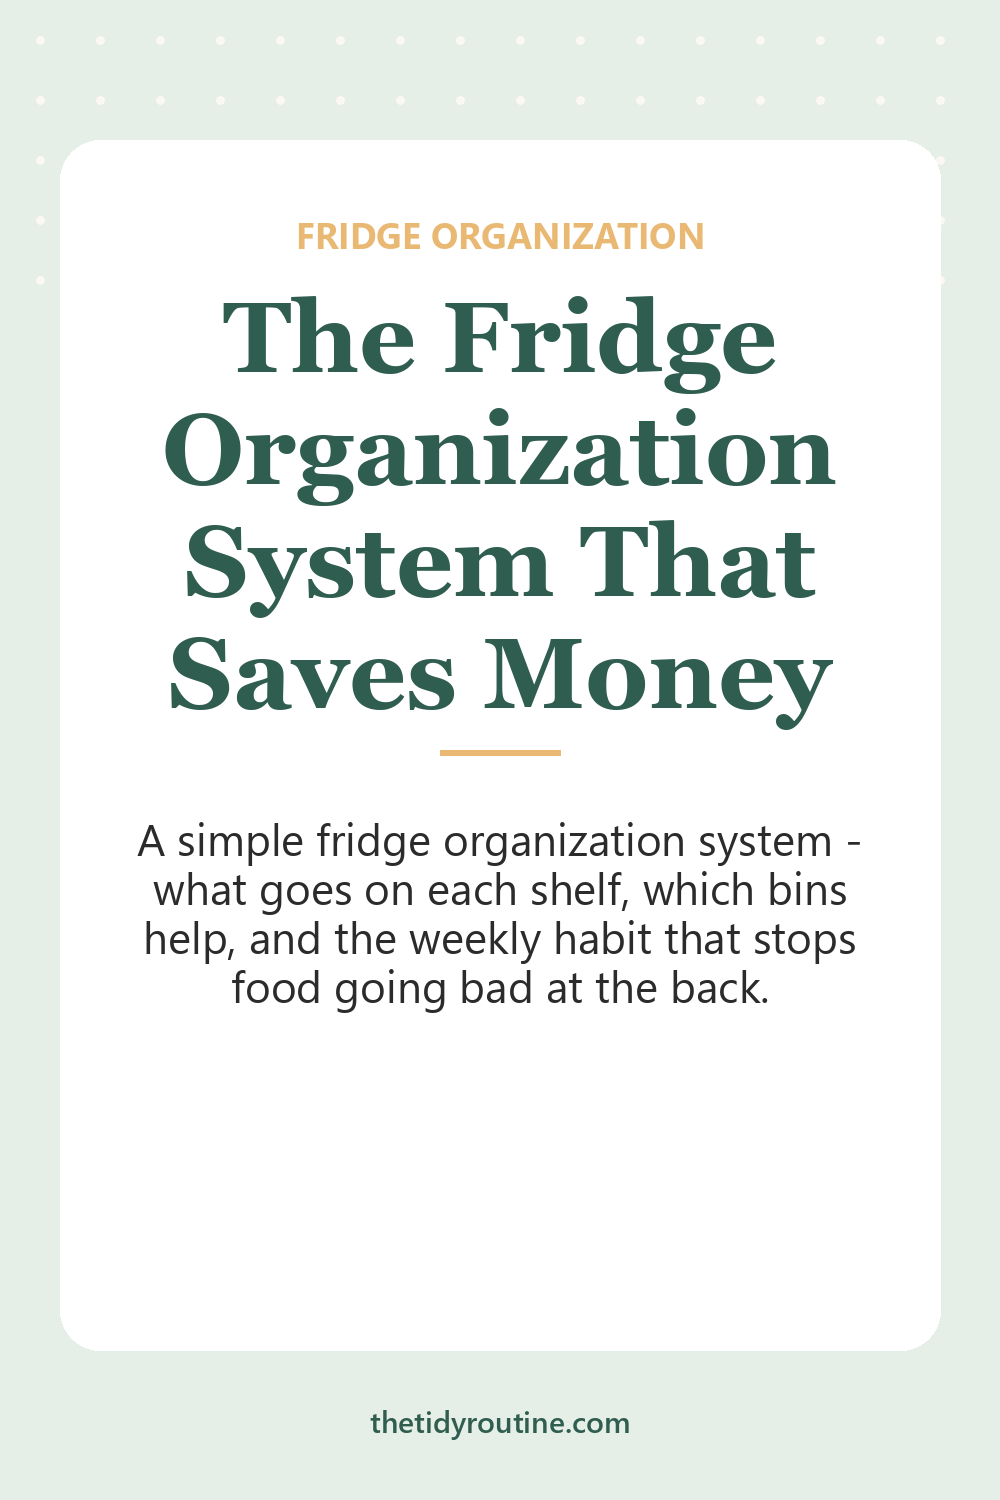 FRIDGE ORGANIZATION
The Fridge
Organization
System That
Saves Money
A simple fridge organization system -
what goes on each shelf, which bins
help, and the weekly habit that stops
food going bad at the back.
thetidyroutine.com